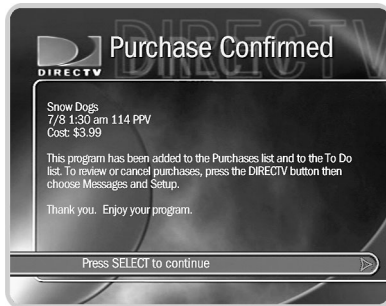 DIRECTV
Purchase Confirmed
DIRECTV
Snow Dogs
7/8 1:30 am 114 PPV
Cost: $3.99
This program has been added to the Purchases list and to the To Do
list. To review or cancel purchases, press the DIRECTV button then
choose Messages and Setup.
Thank you. Enjoy your program.
Press SELECT to continue